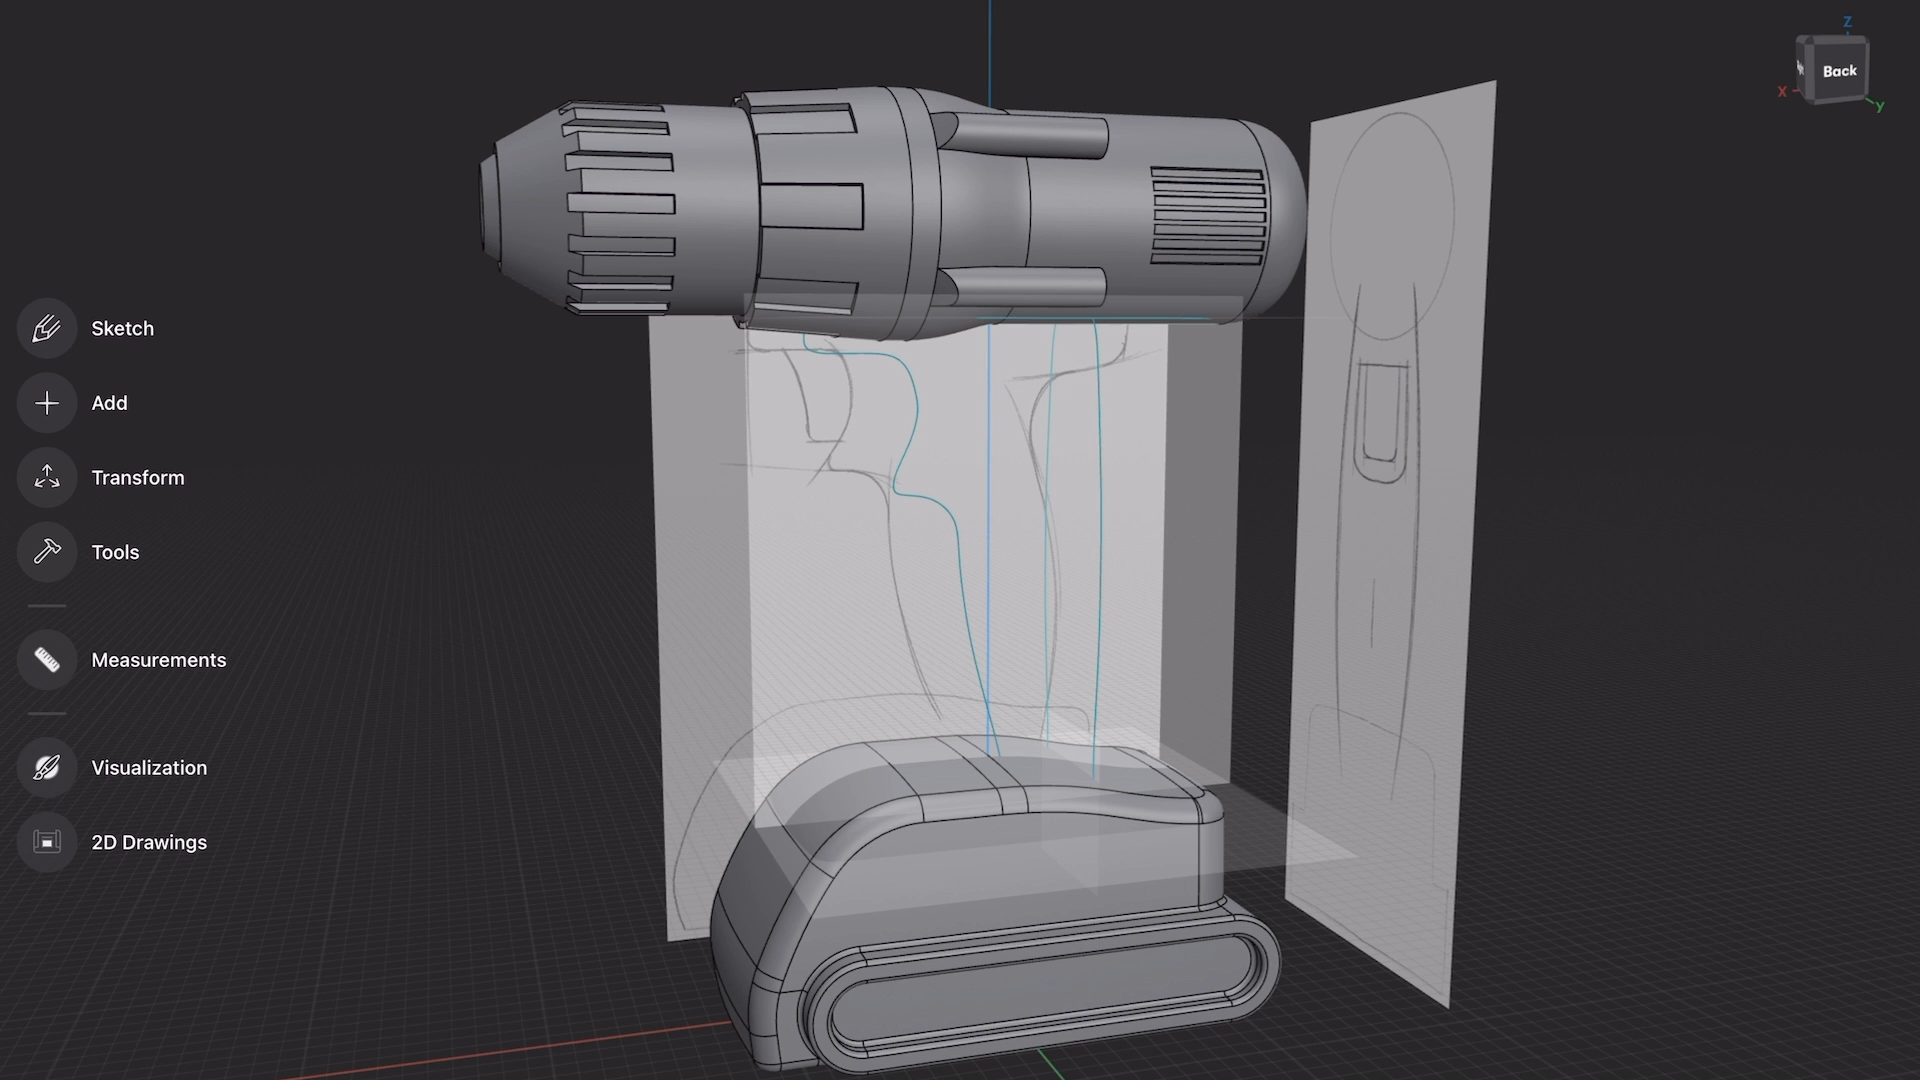 Z
Back
X
y
Sketch
Add
Transform
Tools
Measurements
Visualization
2D Drawings